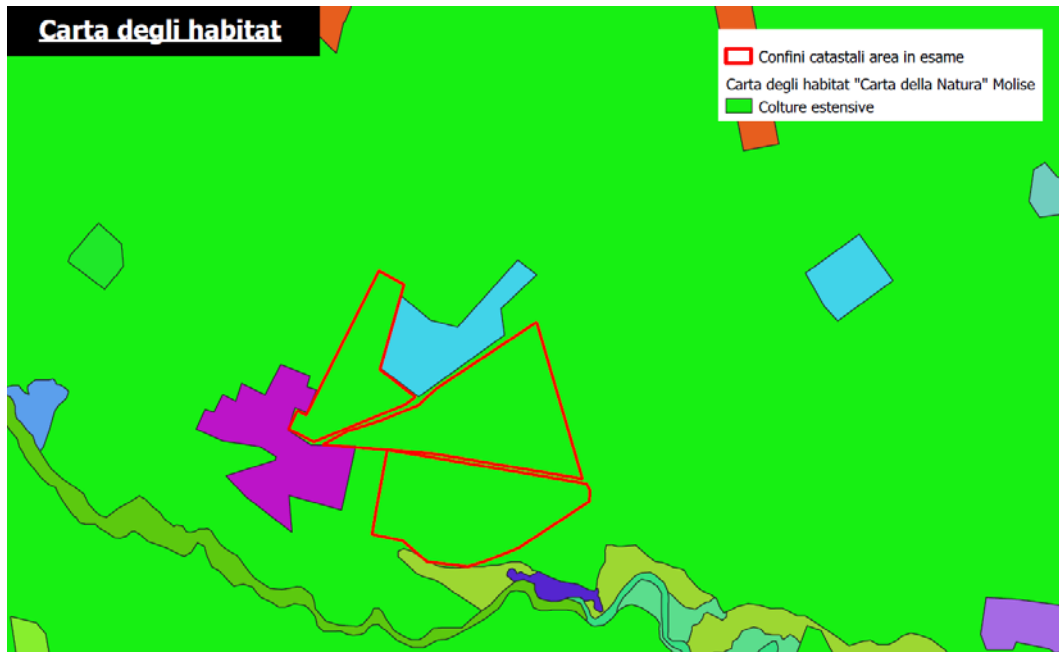 Carta degli habitat
Confini catastali area in esame
Carta degli habitat "Carta della Natura" Molise
Colture estensive